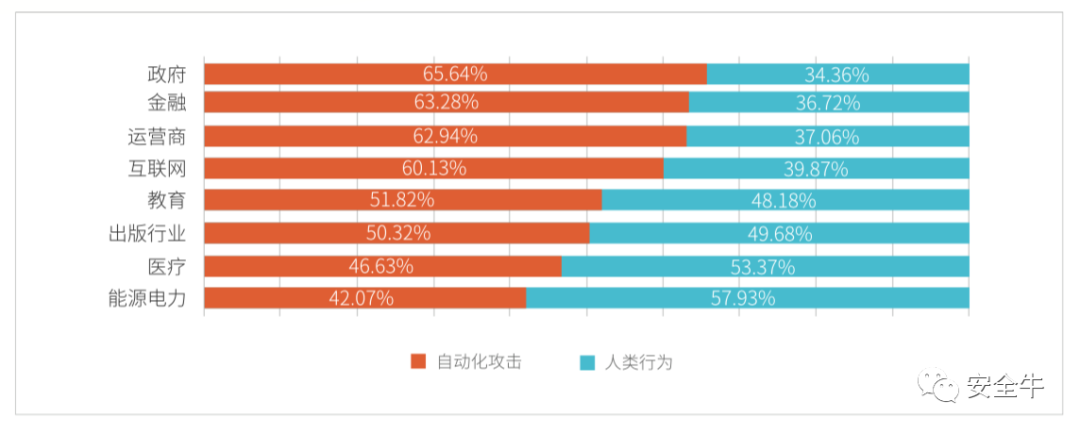 政府 65.64% 34.36%
金融 63.28% 36.72%
运营商 62.94% 37.06%
互联网 60.13% 39.87%
教育 51.82% 48.18%
出版行业 50.32% 49.68%
医疗 46.63% 53.37%
能源电力 42.07% 57.93%
自动化攻击 人类行为
安全牛